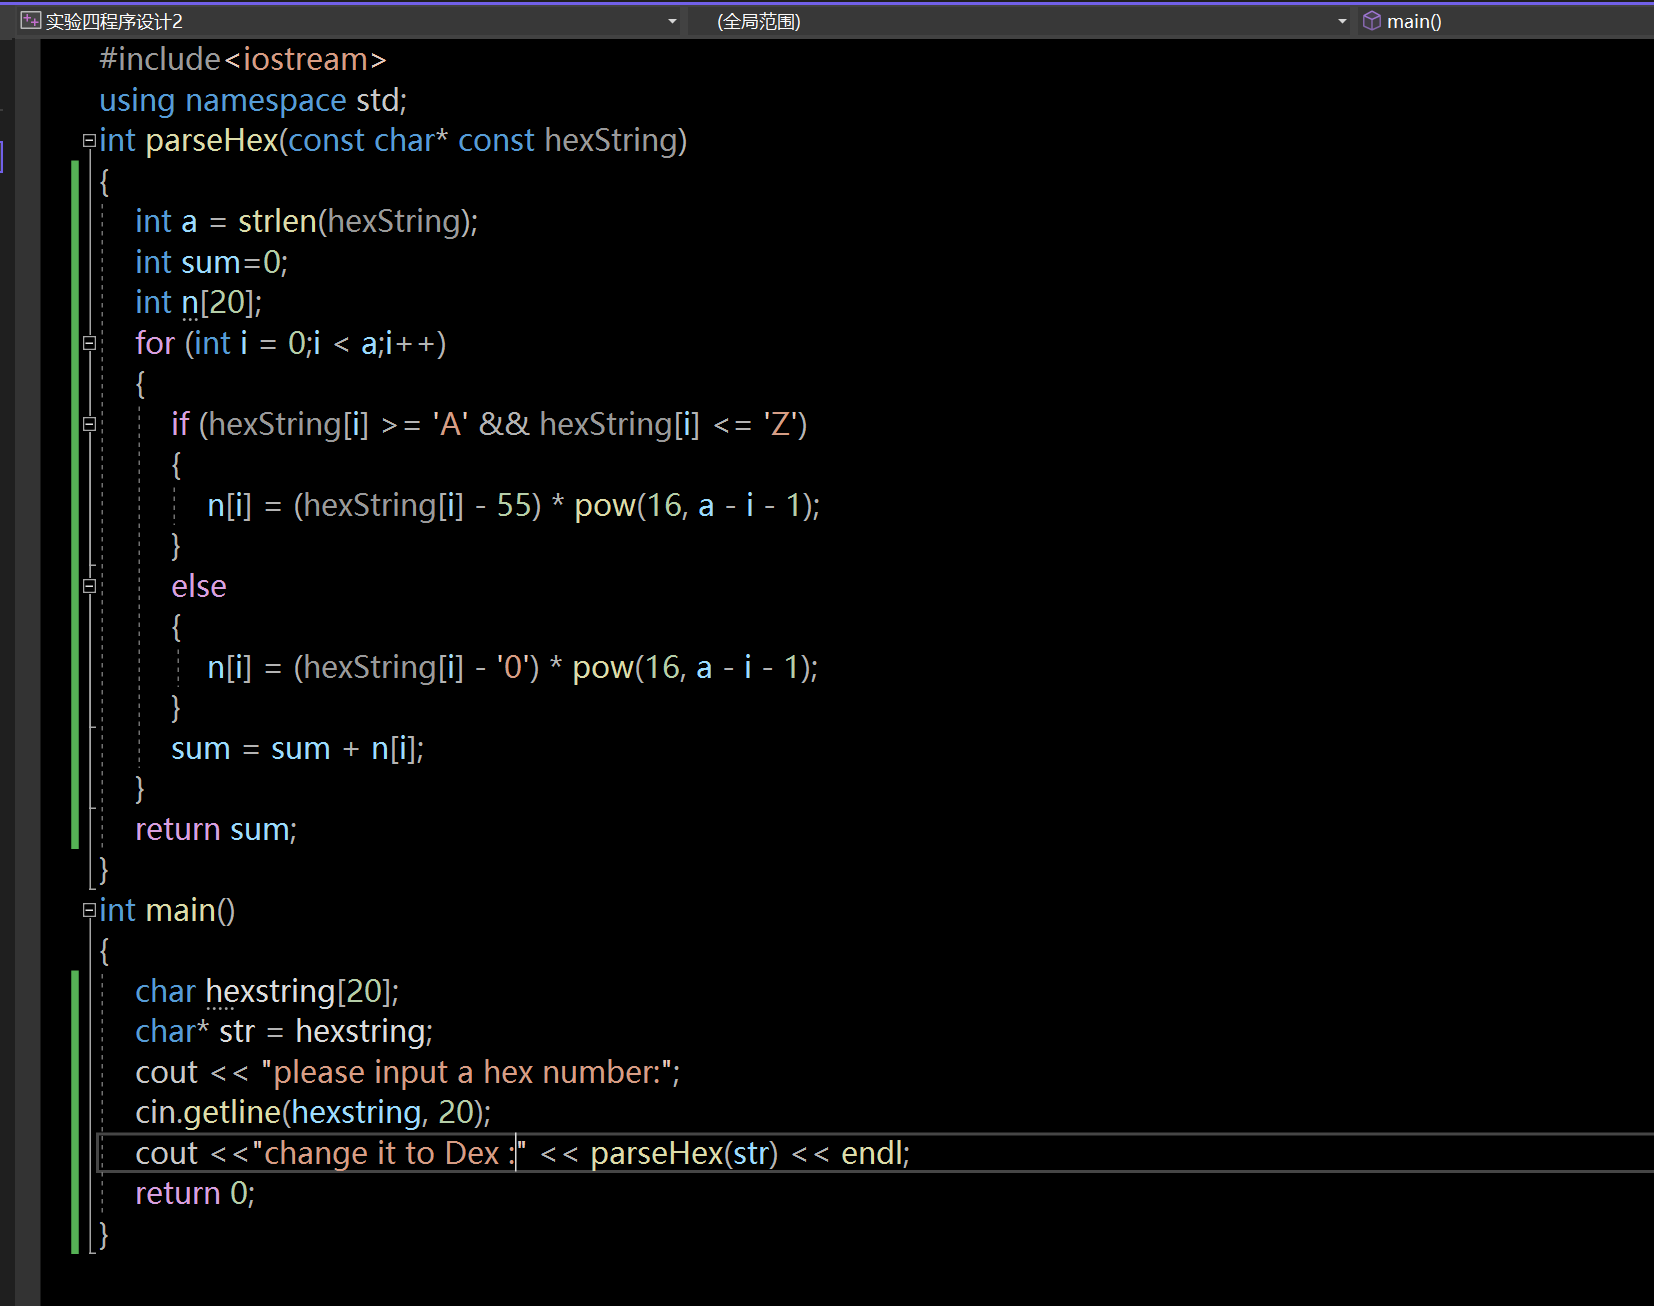 实验四程序设计2 (全局范围) main()
#include<iostream>
using namespace std;
int parseHex(const char* const hexString)
{
int a = strlen(hexString);
int sum=0;
int n[20];
for (int i = 0;i < a;i++)
{
if (hexString[i] >= 'A' && hexString[i] <= 'Z')
{
n[i] = (hexString[i] - 55) * pow(16, a - i - 1);
}
else
{
n[i] = (hexString[i] - '0') * pow(16, a - i - 1);
}
sum = sum + n[i];
}
return sum;
}
int main()
{
char hexstring[20];
char* str = hexstring;
cout << "please input a hex number:";
cin.getline(hexstring, 20);
cout <<"change it to Dex :" << parseHex(str) << endl;
return 0;
}